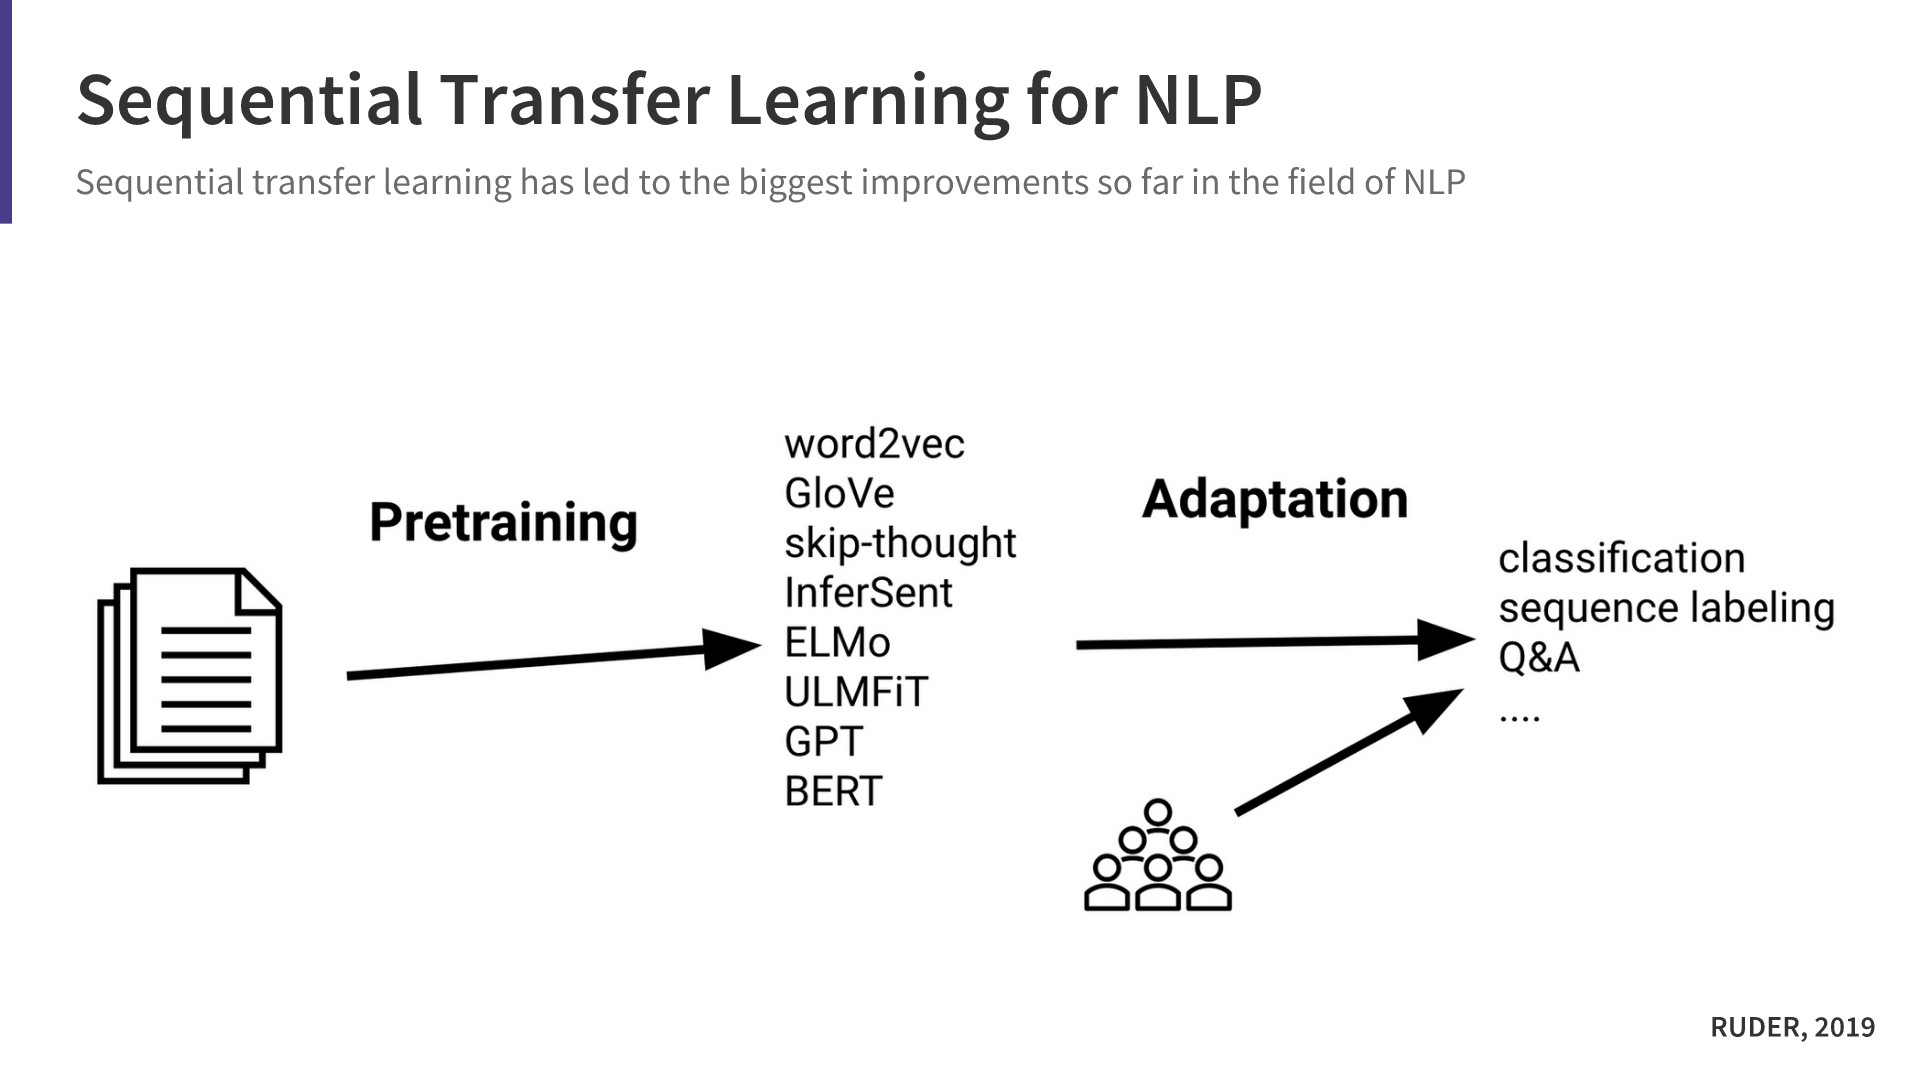 Sequential Transfer Learning for NLP
Sequential transfer learning has led to the biggest improvements so far in the field of NLP
Pretraining
word2vec
GloVe
skip-thought
InferSent
ELMo
ULMFiT
GPT
BERT
Adaptation
classification
sequence labeling
Q&A
....
RUDER, 2019